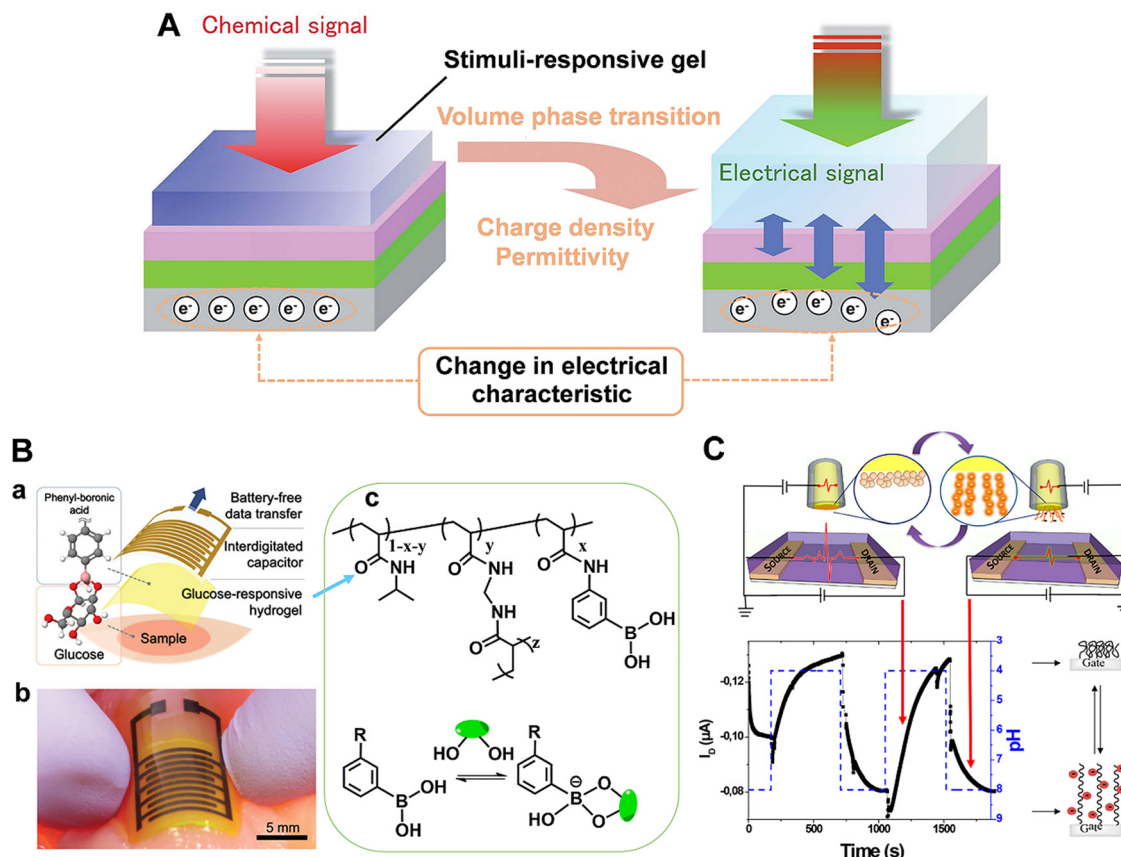 A
Chemical signal
Stimuli-responsive gel
Volume phase transition
Electrical signal
Charge density
Permittivity
e- e- e- e- e-
e- e- e- e- e-
Change in electrical
characteristic
B
a
Phenyl-boronic
acid
Glucose
Battery-free
data transfer
Interdigitated
capacitor
Glucose-responsive
hydrogel
Sample
b
5 mm
c
1-x-y
y
x
O
NH
O
NH
NH
O
z
O
NH
B
OH
OH
R
B
OH
OH
HO
OH
R
B
⊖
HO
O
O
C
SOURCE
DRAIN
SOURCE
DRAIN
-0,12
-0,10
-0,08
I_D (µA)
0
500
1000
1500
Time (s)
3
4
5
6
7
8
9
pH
Gate
Gate